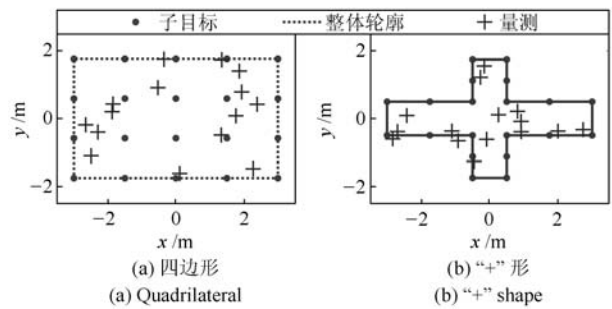 子目标 整体轮廓 量测
2 2
0 0
−2 −2
y/m y/m
−2 0 2 −2 0 2
x /m x /m
(a) 四边形 (b) “+” 形
(a) Quadrilateral (b) “+” shape